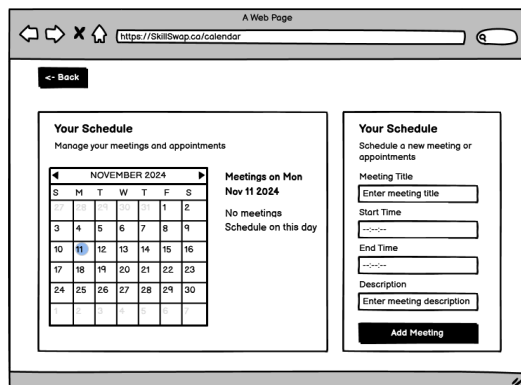 A Web Page
https://SkillSwap.ca/calendar
<- Back
Your Schedule
Manage your meetings and appointments
NOVEMBER 2024
S M T W T F S
27 28 29 30 31 1 2
3 4 5 6 7 8 9
10 11 12 13 14 15 16
17 18 19 20 21 22 23
24 25 26 27 28 29 30
1 2 3 4 5 6 7
Meetings on Mon
Nov 11 2024
No meetings
Schedule on this day
Your Schedule
Schedule a new meeting or
appointments
Meeting Title
Enter meeting title
Start Time
--:--:--
End Time
--:--:--
Description
Enter meeting description
Add Meeting